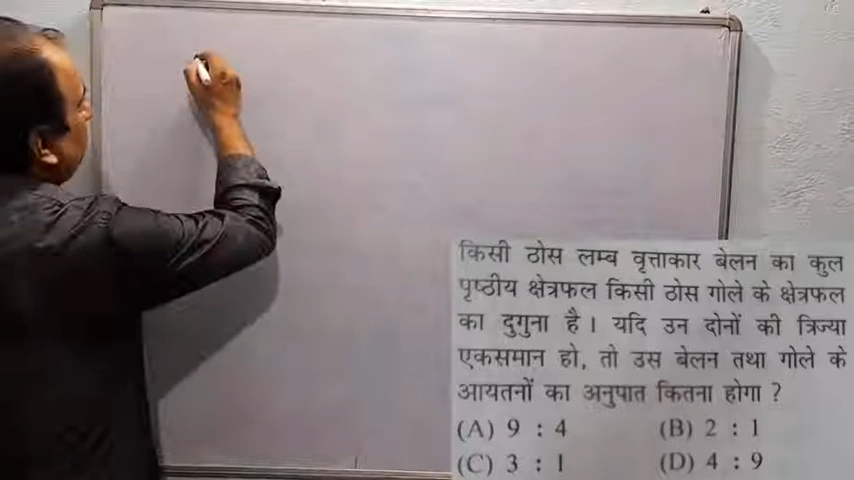 किसी ठोस लम्ब वृत्ताकार बेलन का कुल
पृष्ठीय क्षेत्रफल किसी ठोस गोले के क्षेत्रफल
का दुगुना है। यदि उन दोनों की त्रिज्या
एकसमान हो, तो उस बेलन तथा गोले के
आयतनों का अनुपात कितना होगा ?
(A) 9 : 4 (B) 2 : 1
(C) 3 : 1 (D) 4 : 9